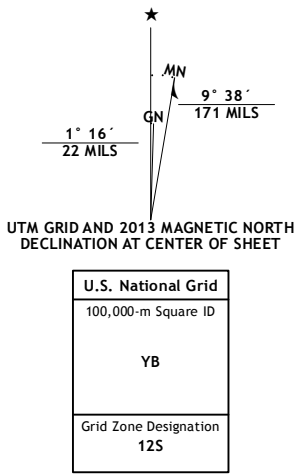 ★
MN
GN
9° 38´
171 MILS
1° 16´
22 MILS
UTM GRID AND 2013 MAGNETIC NORTH
DECLINATION AT CENTER OF SHEET
U.S. National Grid
100,000-m Square ID
YB
Grid Zone Designation
12S